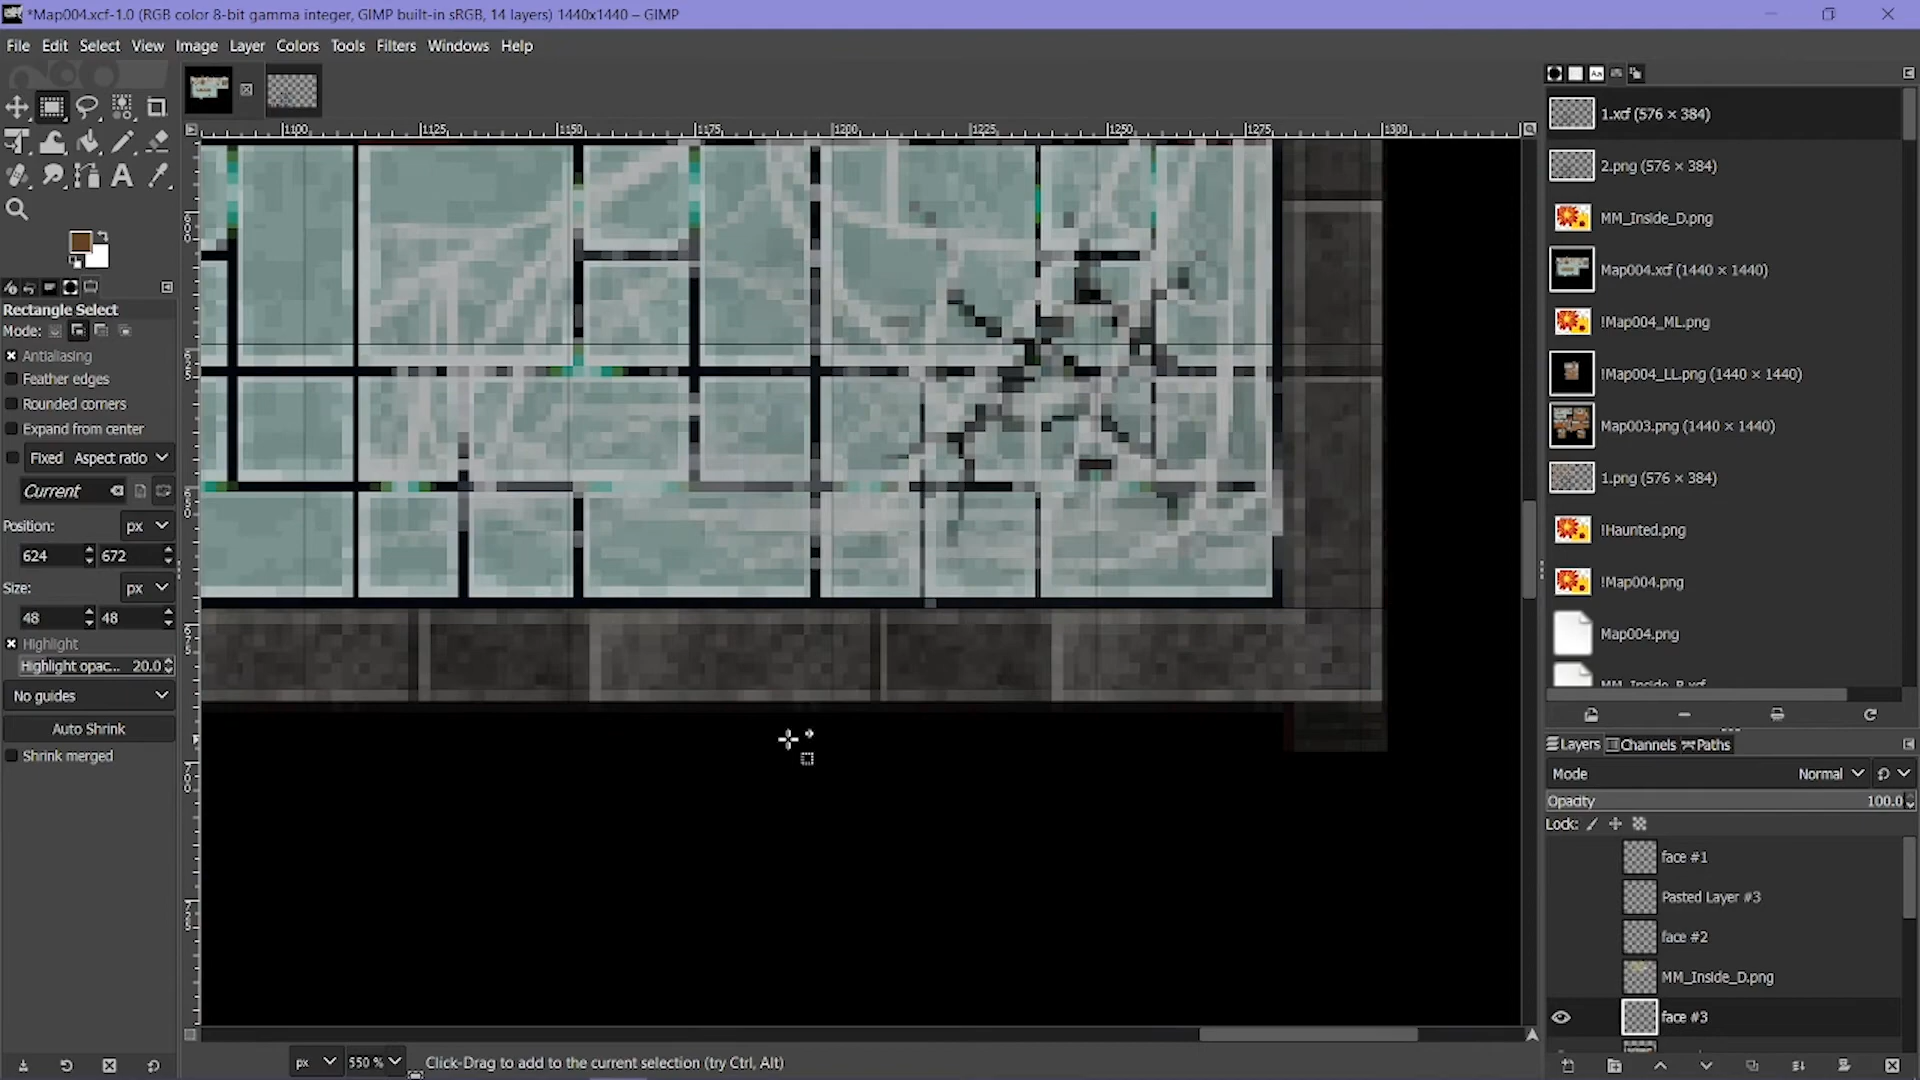 *Map004.xcf-1.0 (RGB color 8-bit gamma integer, GIMP built-in sRGB, 14 layers) 1440x1440 – GIMP
File Edit Select View Image Layer Colors Tools Filters Windows Help
1100 1125 1150 1175 1200 1225 1250 1275 1300
Rectangle Select
Mode:
Antialiasing
Feather edges
Rounded corners
Expand from center
Fixed Aspect ratio
Current
Position: px
624 672
Size: px
48 48
Highlight
Highlight opac... 20.0
No guides
Auto Shrink
Shrink merged
px 550 % Click-Drag to add to the current selection (try Ctrl, Alt)
Aa
1.xcf (576 × 384)
2.png (576 × 384)
MM_Inside_D.png
Map004.xcf (1440 × 1440)
!Map004_ML.png
!Map004_LL.png (1440 × 1440)
Map003.png (1440 × 1440)
1.png (576 × 384)
!Haunted.png
!Map004.png
Map004.png
MM_Inside_B.xcf
Layers Channels Paths
Mode Normal
Opacity 100.0
Lock:
face #1
Pasted Layer #3
face #2
MM_Inside_D.png
face #3